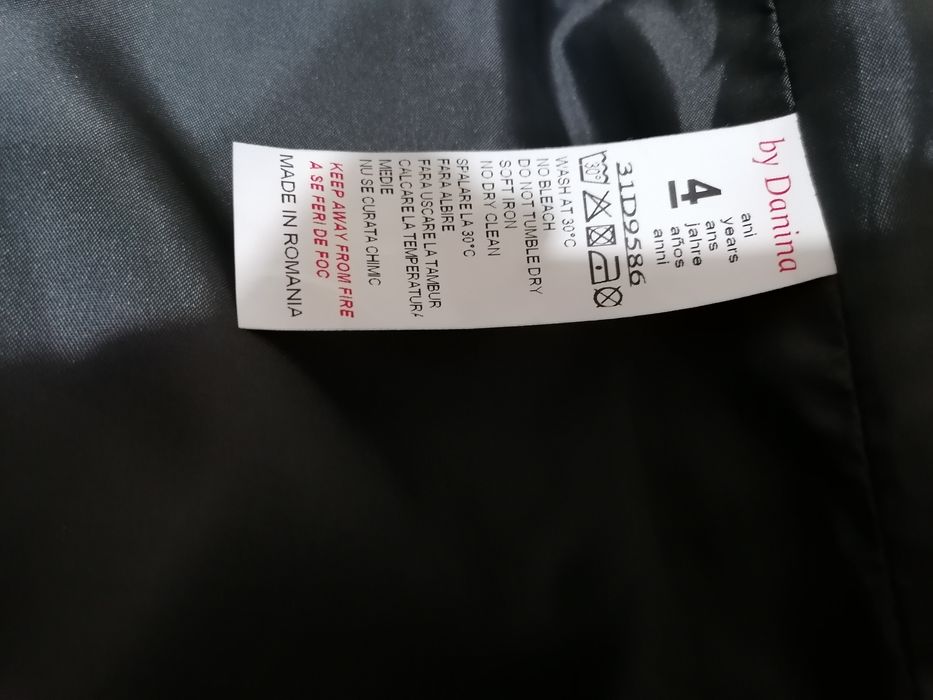 by Danina
4
ani
years
ans
jahre
años
anni
31D9586
30°
WASH AT 30°C
NO BLEACH
DO NOT TUMBLE DRY
SOFT IRON
NO DRY CLEAN
SPALARE LA 30°C
FARA ALBIRE
FARA USCARE LA TAMBUR
CALCARE LA TEMPERATURA
MEDIE
NU SE CURATA CHIMIC
KEEP AWAY FROM FIRE
A SE FERI DE FOC
MADE IN ROMANIA